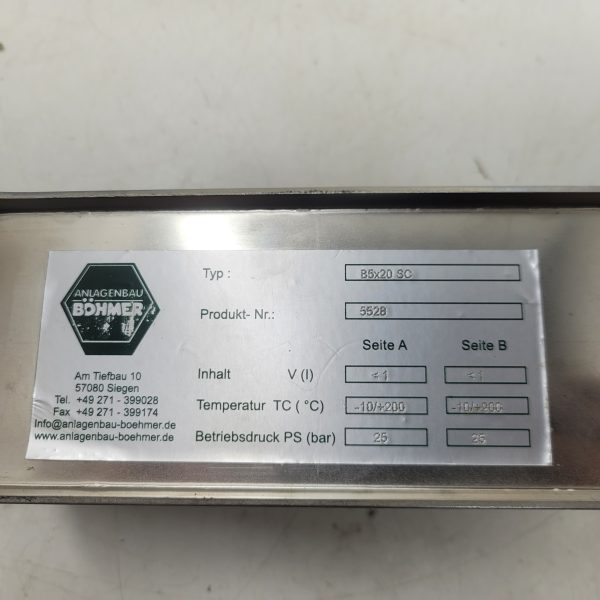 ANLAGENBAU
BÖHMER
Am Tiefbau 10
57080 Siegen
Tel. +49 271 - 399028
Fax +49 271 - 399174
Info@anlagenbau-boehmer.de
www.anlagenbau-boehmer.de
Typ : B5x20 SC
Produkt- Nr.: 5528
Seite A Seite B
Inhalt V (l) < 1 < 1
Temperatur TC ( °C) -10/+200 -10/+200
Betriebsdruck PS (bar) 25 25